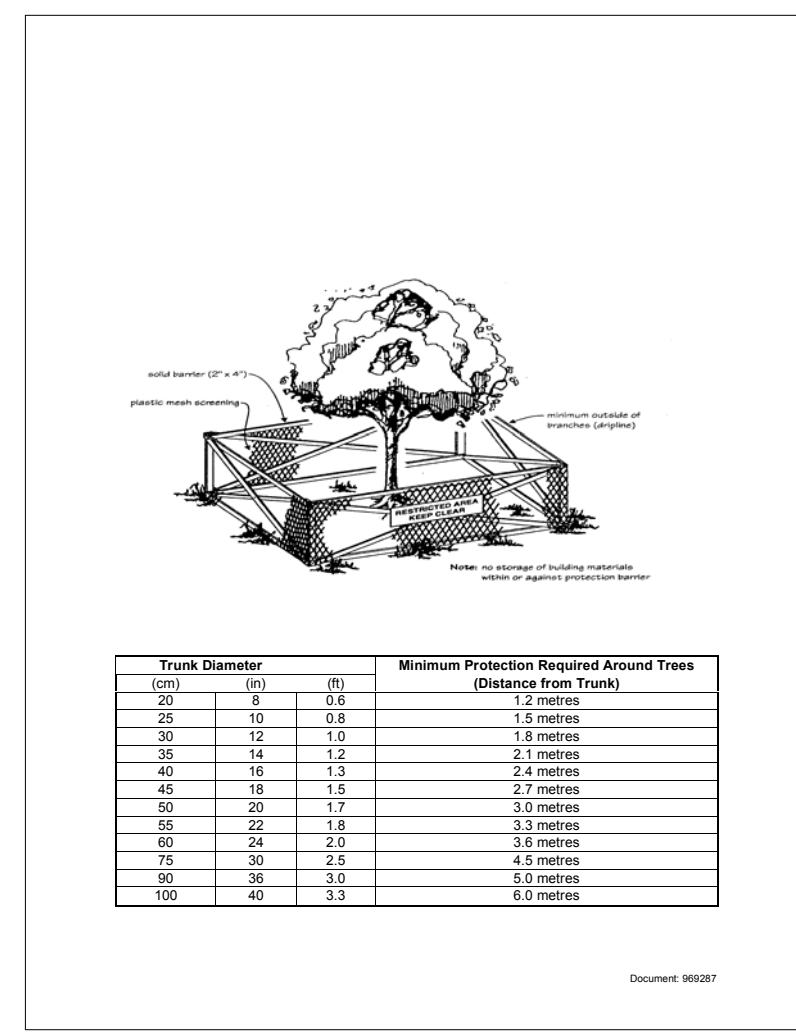 solid barrier (2" x 4")
plastic mesh screening
minimum outside of
branches (dripline)
RESTRICTED AREA
KEEP CLEAR
Note: no storage of building materials
within or against protection barrier
Trunk Diameter Minimum Protection Required Around Trees
(cm) (in) (ft) (Distance from Trunk)
20 8 0.6 1.2 metres
25 10 0.8 1.5 metres
30 12 1.0 1.8 metres
35 14 1.2 2.1 metres
40 16 1.3 2.4 metres
45 18 1.5 2.7 metres
50 20 1.7 3.0 metres
55 22 1.8 3.3 metres
60 24 2.0 3.6 metres
75 30 2.5 4.5 metres
90 36 3.0 5.0 metres
100 40 3.3 6.0 metres
Document: 969287